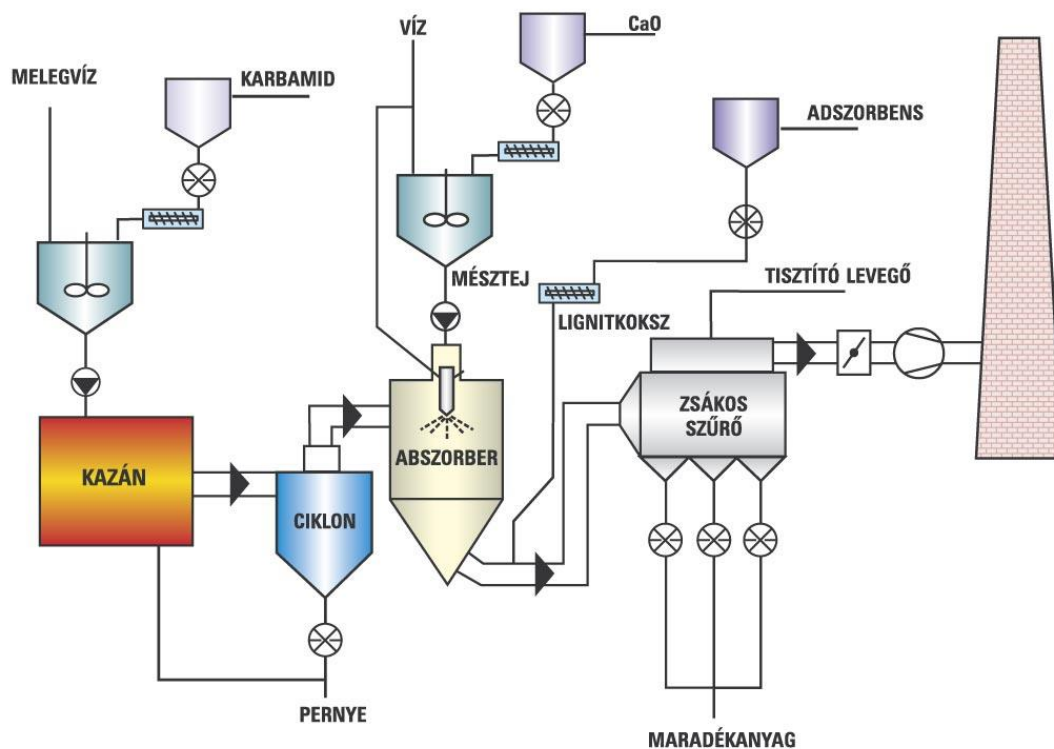 VÍZ
CaO
MELEGVÍZ
KARBAMID
ADSZORBENS
MÉSZTEJ
TISZTÍTÓ LEVEGŐ
LIGNITKOKSZ
ZSÁKOS
SZŰRŐ
ABSZORBER
KAZÁN
CIKLON
PERNYE
MARADÉKANYAG